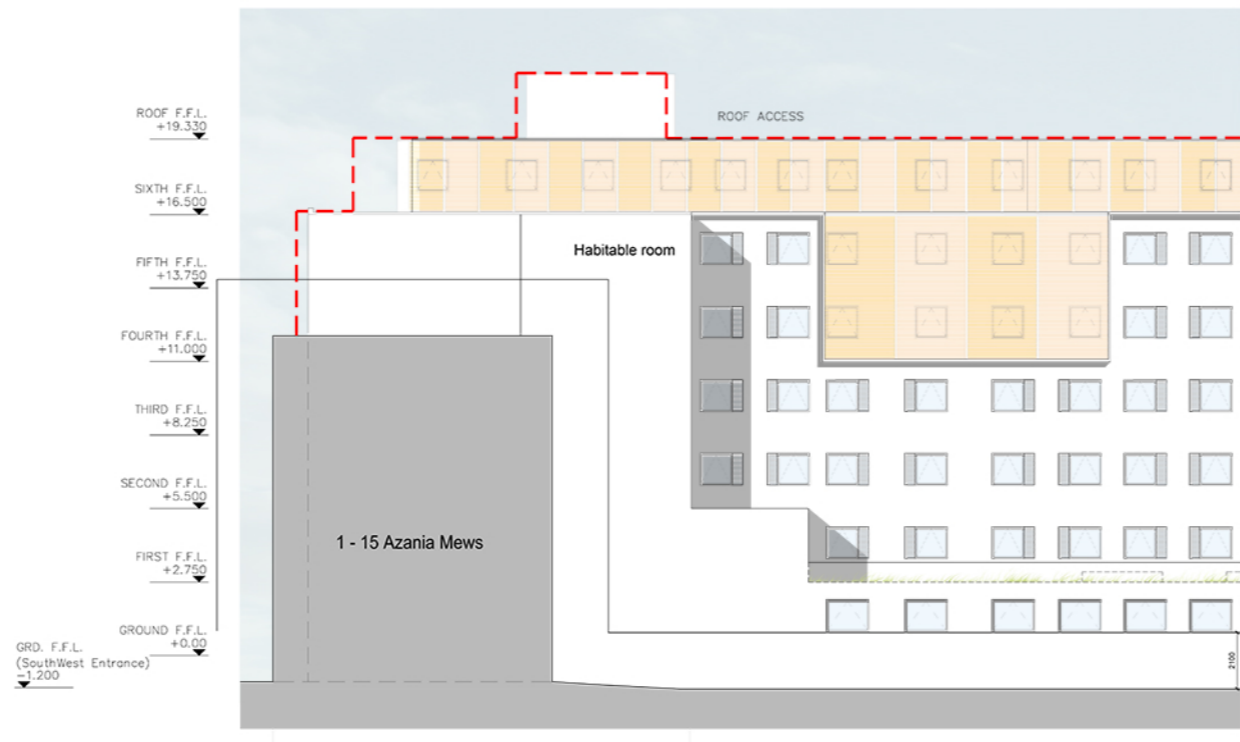 ROOF F.F.L.
+19.330
ROOF ACCESS
SIXTH F.F.L.
+16.500
Habitable room
FIFTH F.F.L.
+13.750
FOURTH F.F.L.
+11.000
THIRD F.F.L.
+8.250
SECOND F.F.L.
+5.500
1 - 15 Azania Mews
FIRST F.F.L.
+2.750
GROUND F.F.L.
+0.00
GRD. F.F.L.
(SouthWest Entrance)
-1.200
2100